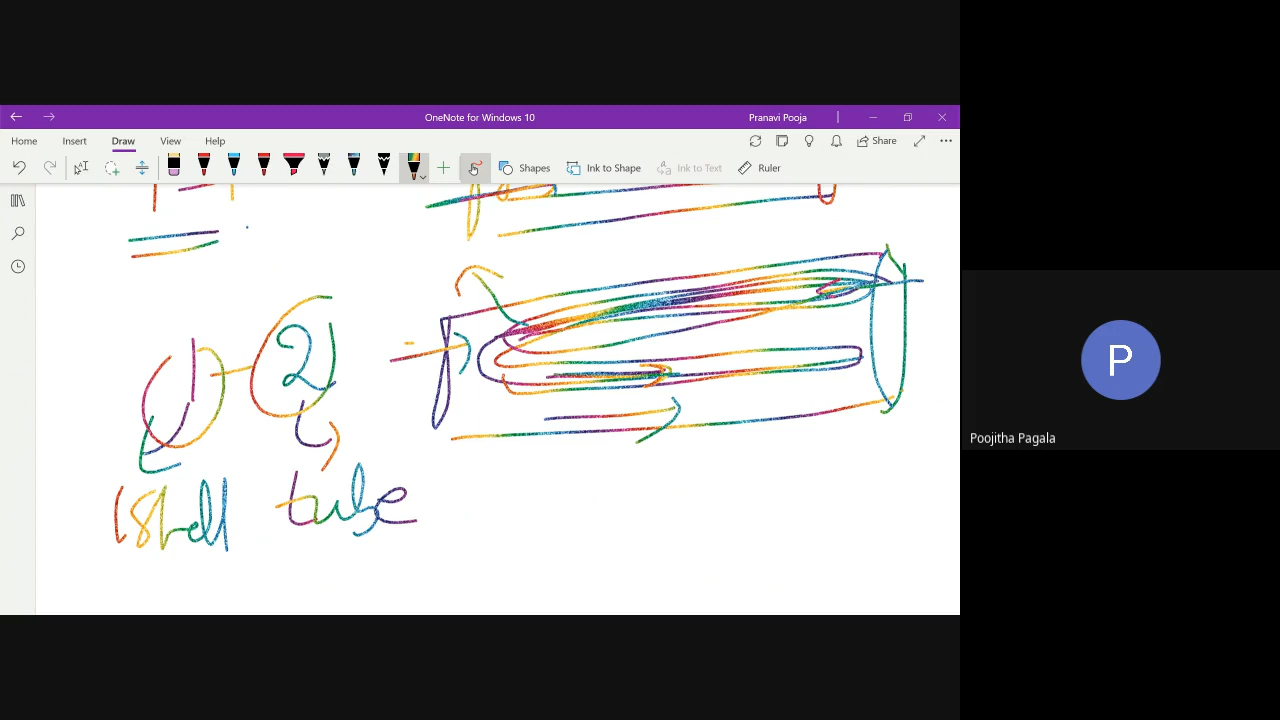 OneNote for Windows 10
Pranavi Pooja
Home Insert Draw View Help
Share
Shapes Ink to Shape Ink to Text Ruler
1 - 2
Shell tube
P
Poojitha Pagala